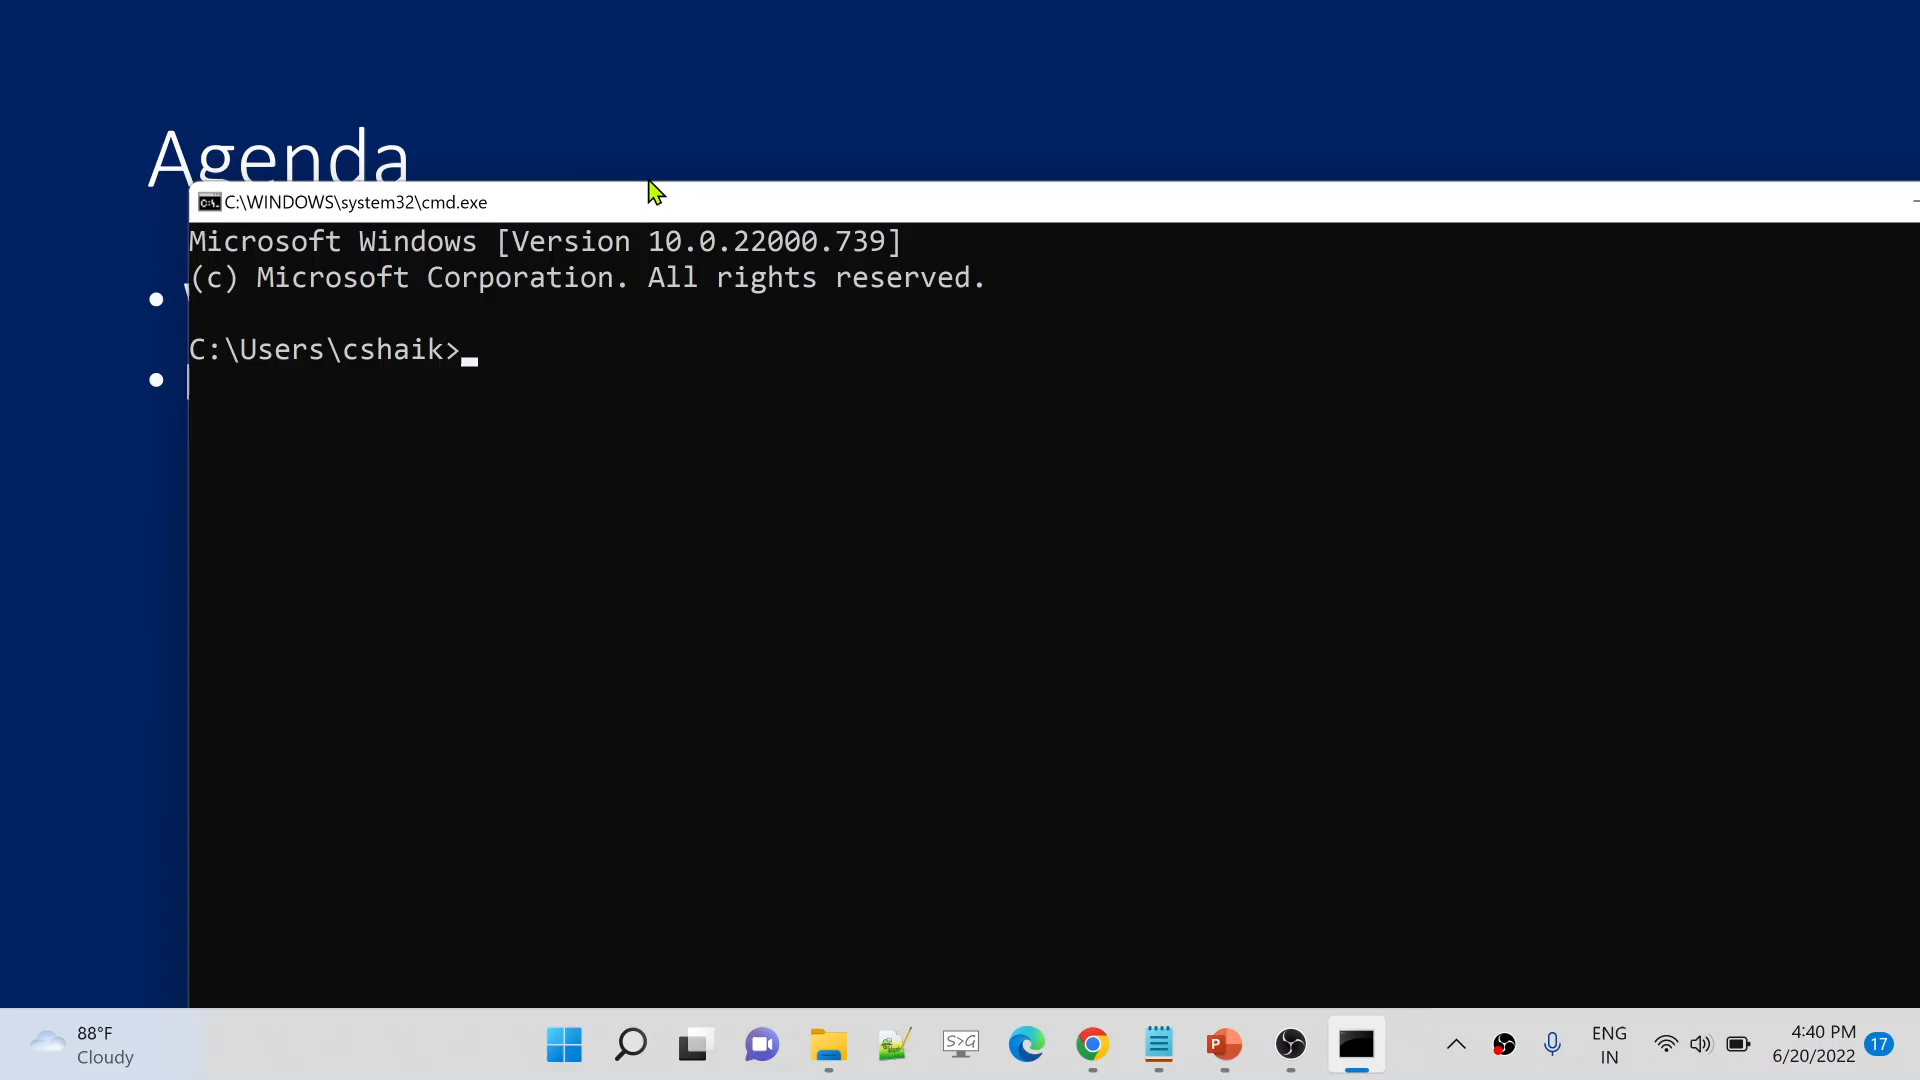 Agenda
C:\WINDOWS\system32\cmd.exe
Microsoft Windows [Version 10.0.22000.739]
(c) Microsoft Corporation. All rights reserved.
C:\Users\cshaik>
88°F
Cloudy
S>G
P
ENG
IN
4:40 PM
6/20/2022
17